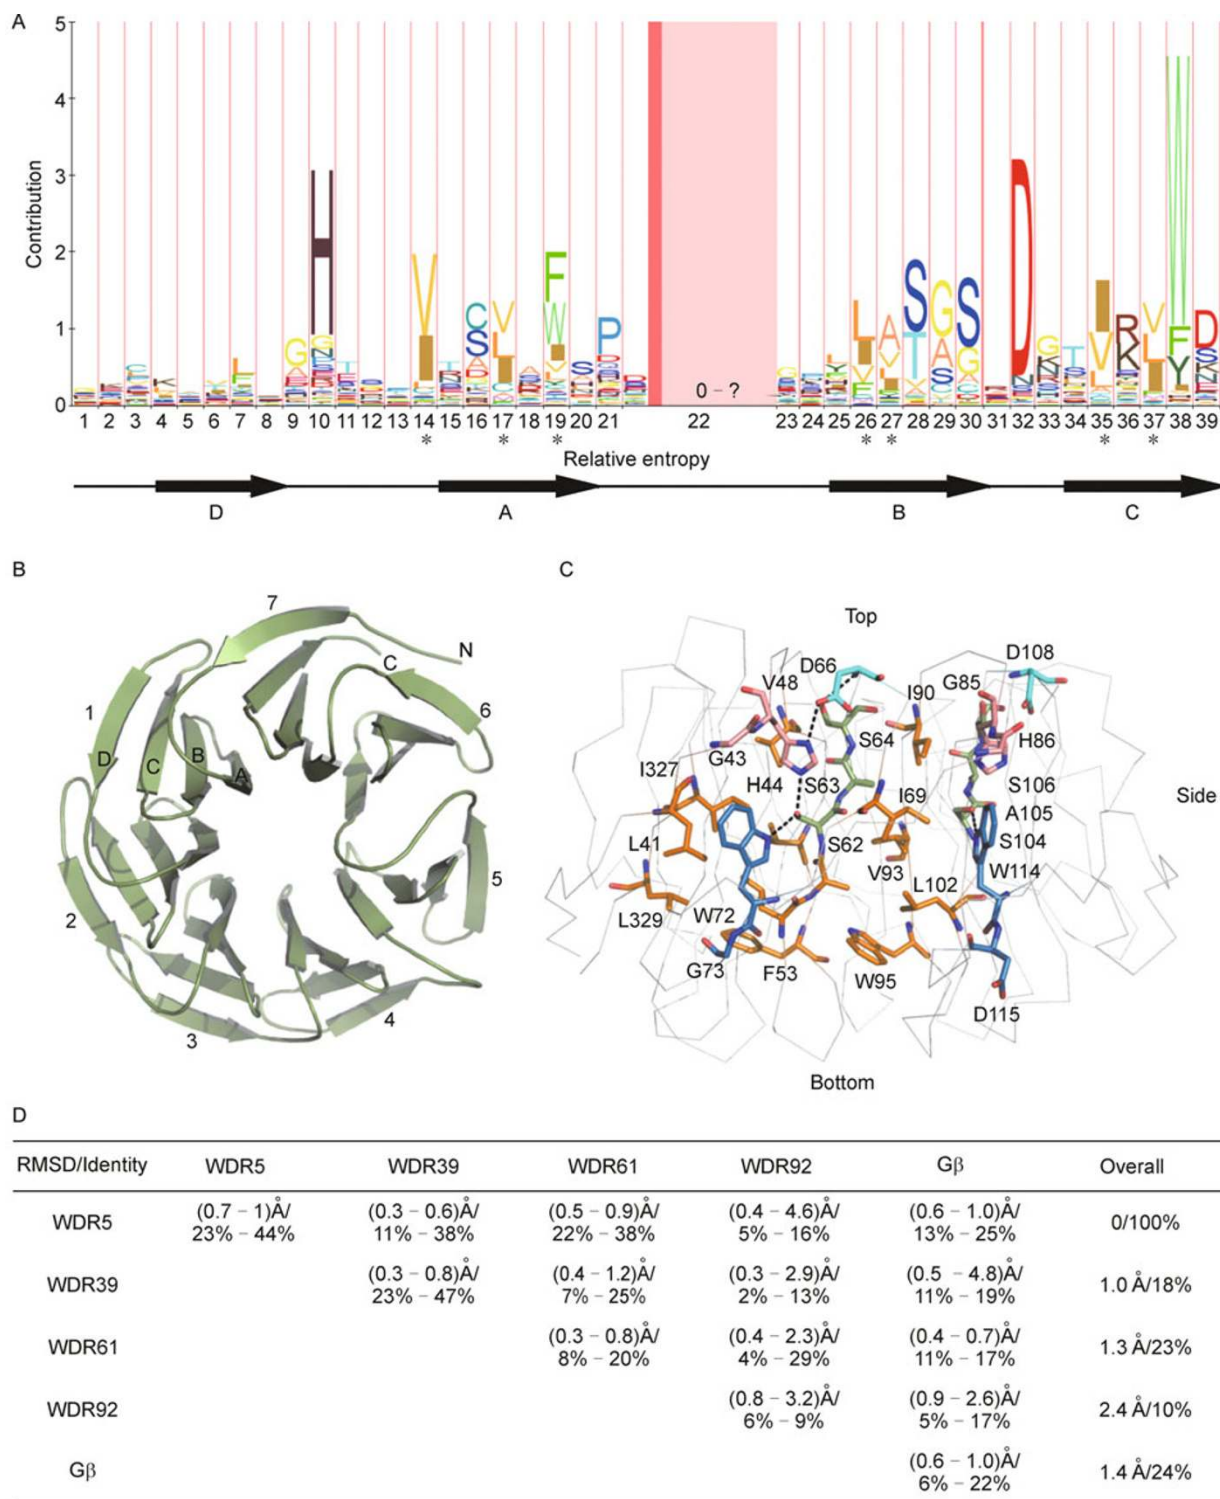 A
5
4
3
2
1
0
Contribution
0 – ?
1 2 3 4 5 6 7 8 9 10 11 12 13 14 15 16 17 18 19 20 21 22 23 24 25 26 27 28 29 30 31 32 33 34 35 36 37 38 39
* * * * * * *
Relative entropy
D A B C
B
7
N
C
6
1
D
C
B
A
5
2
4
3
C
Top
D66
D108
V48
G85
I90
G43
S64
H86
H44
S63
I327
S106
Side
I69
A105
L41
S62
S104
V93
W114
L102
L329
W72
G73
F53
W95
D115
Bottom
D
RMSD/Identity WDR5 WDR39 WDR61 WDR92 Gβ Overall
WDR5 (0.7 – 1)Å/ 23% – 44% (0.3 – 0.6)Å/ 11% – 38% (0.5 – 0.9)Å/ 22% – 38% (0.4 – 4.6)Å/ 5% – 16% (0.6 – 1.0)Å/ 13% – 25% 0/100%
WDR39 (0.3 – 0.8)Å/ 23% – 47% (0.4 – 1.2)Å/ 7% – 25% (0.3 – 2.9)Å/ 2% – 13% (0.5 – 4.8)Å/ 11% – 19% 1.0 Å/18%
WDR61 (0.3 – 0.8)Å/ 8% – 20% (0.4 – 2.3)Å/ 4% – 29% (0.4 – 0.7)Å/ 11% – 17% 1.3 Å/23%
WDR92 (0.8 – 3.2)Å/ 6% – 9% (0.9 – 2.6)Å/ 5% – 17% 2.4 Å/10%
Gβ (0.6 – 1.0)Å/ 6% – 22% 1.4 Å/24%